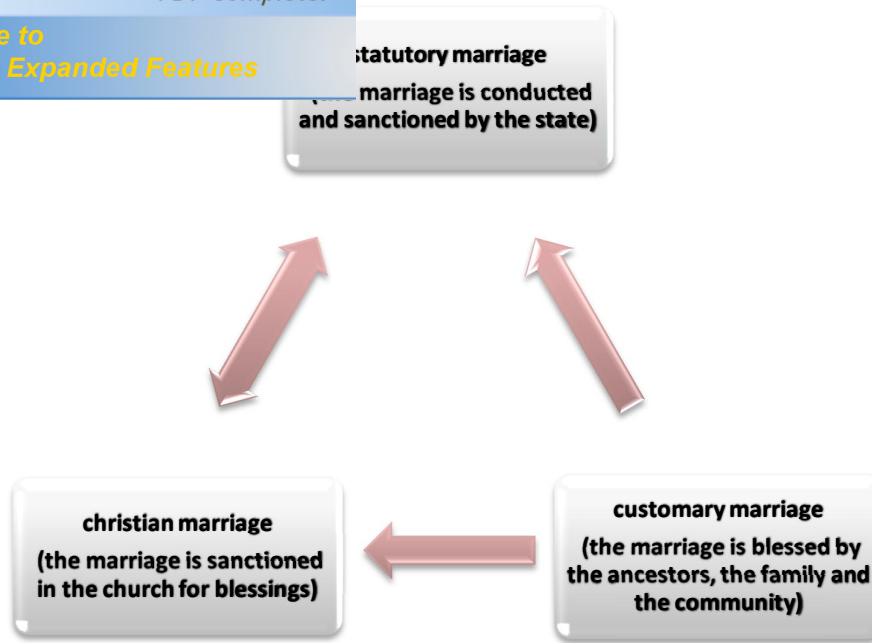 e to
Expanded Features
statutory marriage
marriage is conducted
and sanctioned by the state)
christian marriage
(the marriage is sanctioned
in the church for blessings)
customary marriage
(the marriage is blessed by
the ancestors, the family and
the community)